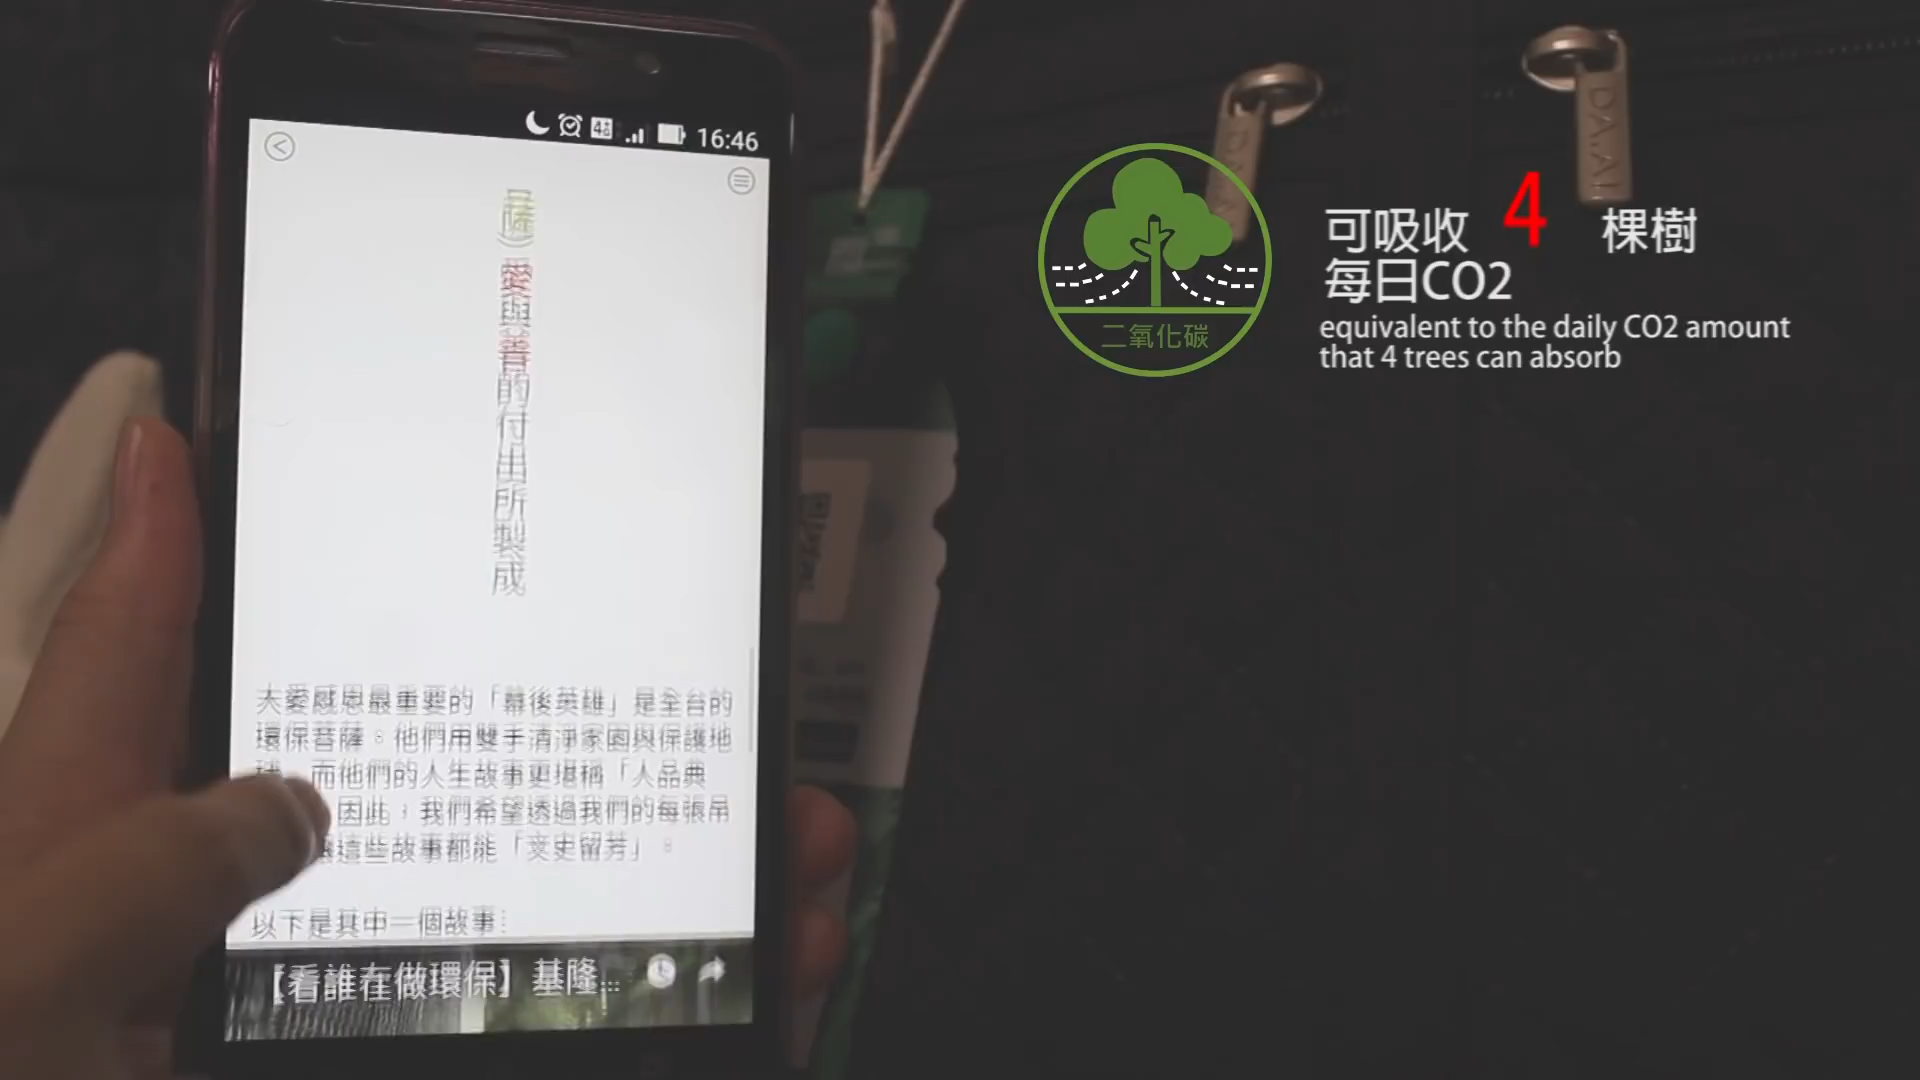 16:46
愛與善的付出所製成
大愛感恩最重要的「幕後英雄」是全台的
環保菩薩。他們用雙手清淨家園與保護地
而他們的人生故事更堪稱「人品典
因此，我們希望透過我們的每張吊
這些故事都能「文史留芳」。
以下是其中一個故事：
【看誰在做環保】基隆...
DA.AI
二氧化碳
可吸收 4 棵樹
每日CO2
equivalent to the daily CO2 amount
that 4 trees can absorb